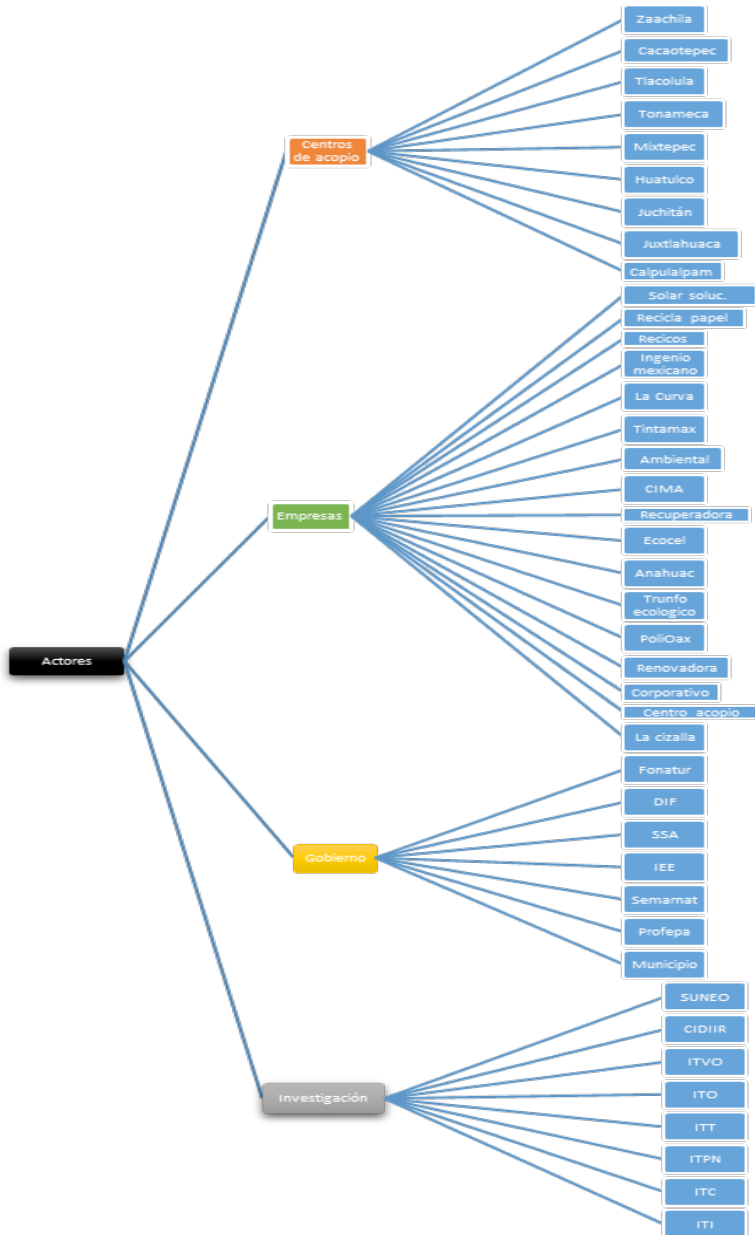 Zaachila
Cacaotepec
Tlacolula
Tonameca
Centros
de acopio
Mixtepec
Huatulco
Juchitán
Juxtlahuaca
Calpulalpam
Solar soluc.
Recicla papel
Recicos
Ingenio
mexicano
La Curva
Tintamax
Ambiental
CIMA
Empresas
Recuperadora
Ecocel
Anahuac
Trunfo
ecologico
PoliOax
Actores
Renovadora
Corporativo
Centro acopio
La cizalla
Fonatur
DIF
SSA
Gobierno
IEE
Semarnat
Profepa
Municipio
SUNEO
CIDIIR
ITVO
Investigación
ITO
ITT
ITPN
ITC
ITI